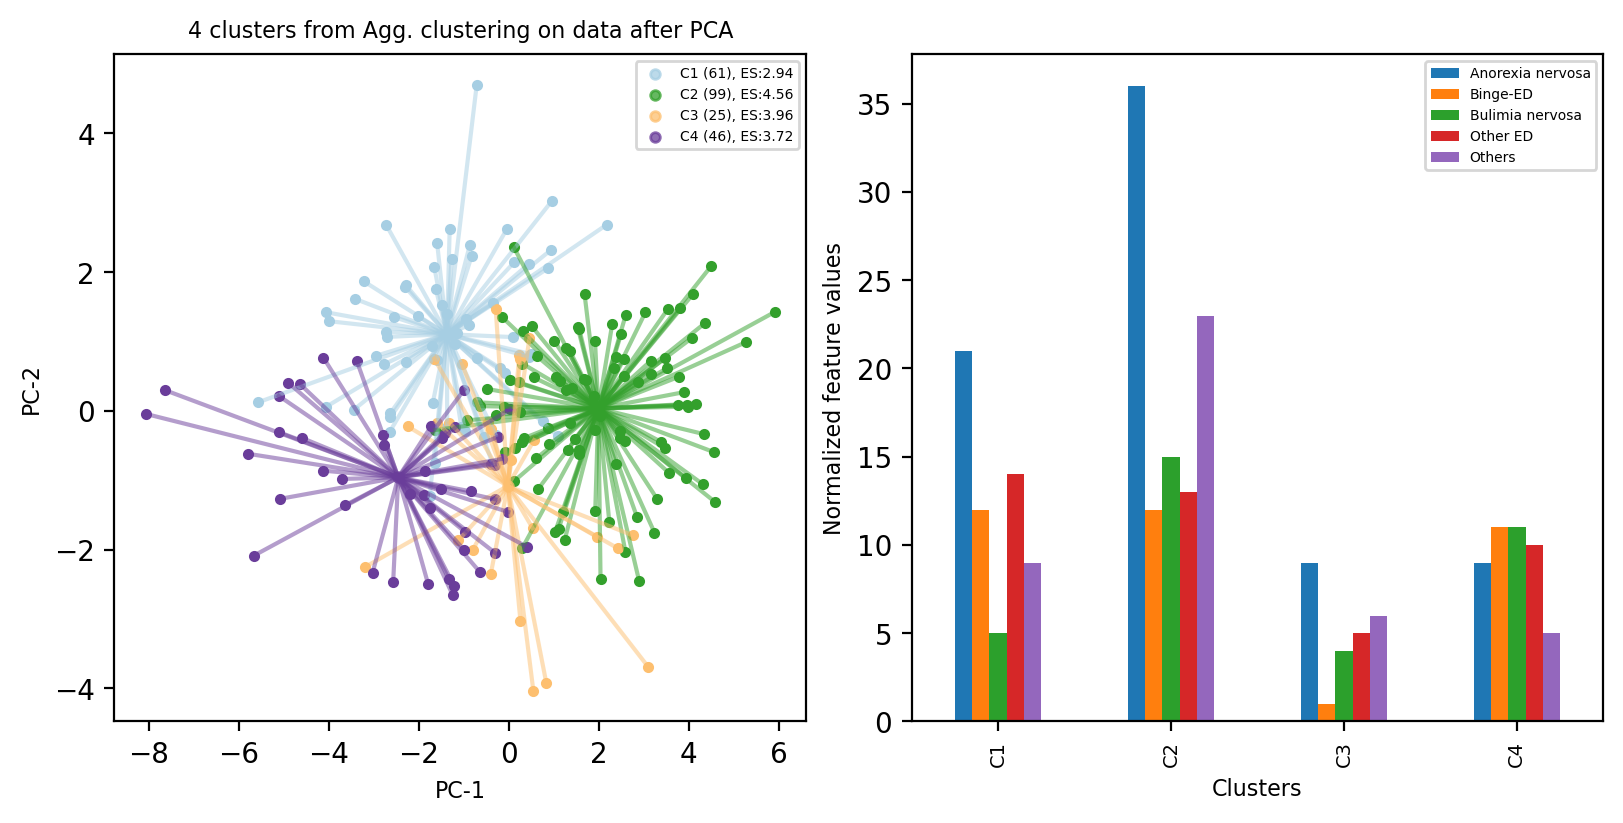 4 clusters from Agg. clustering on data after PCA
C1 (61), ES:2.94
C2 (99), ES:4.56
C3 (25), ES:3.96
C4 (46), ES:3.72
4
2
0
−2
−4
PC-2
−8 −6 −4 −2 0 2 4 6
PC-1
Anorexia nervosa
Binge-ED
Bulimia nervosa
Other ED
Others
35
30
25
20
15
10
5
0
Normalized feature values
C1 C2 C3 C4
Clusters